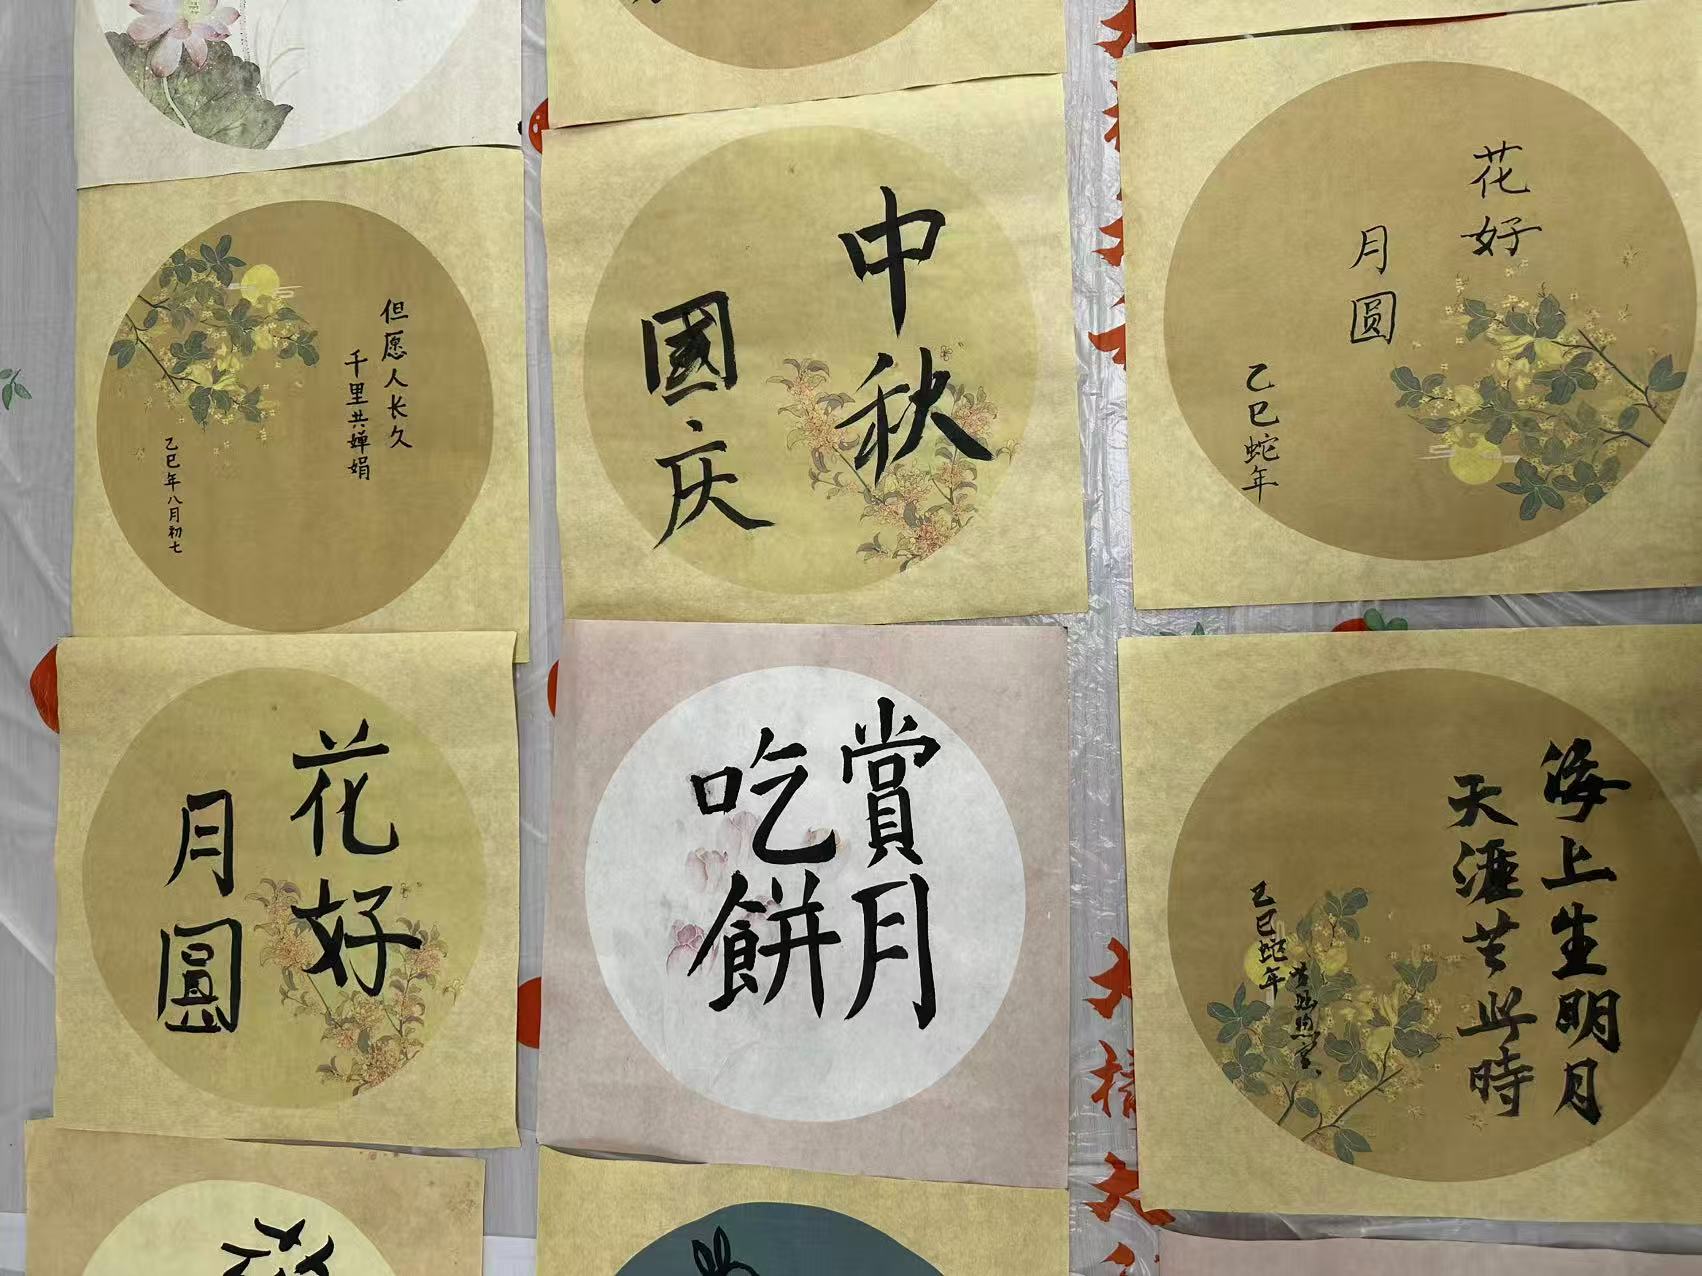 但愿人长久
千里共婵娟
乙巳年八月初七
中秋
國庆
花好
月圆
乙巳蛇年
花好
月圓
賞月
吃餅
海上生明月
天涯共此時
乙巳蛇年